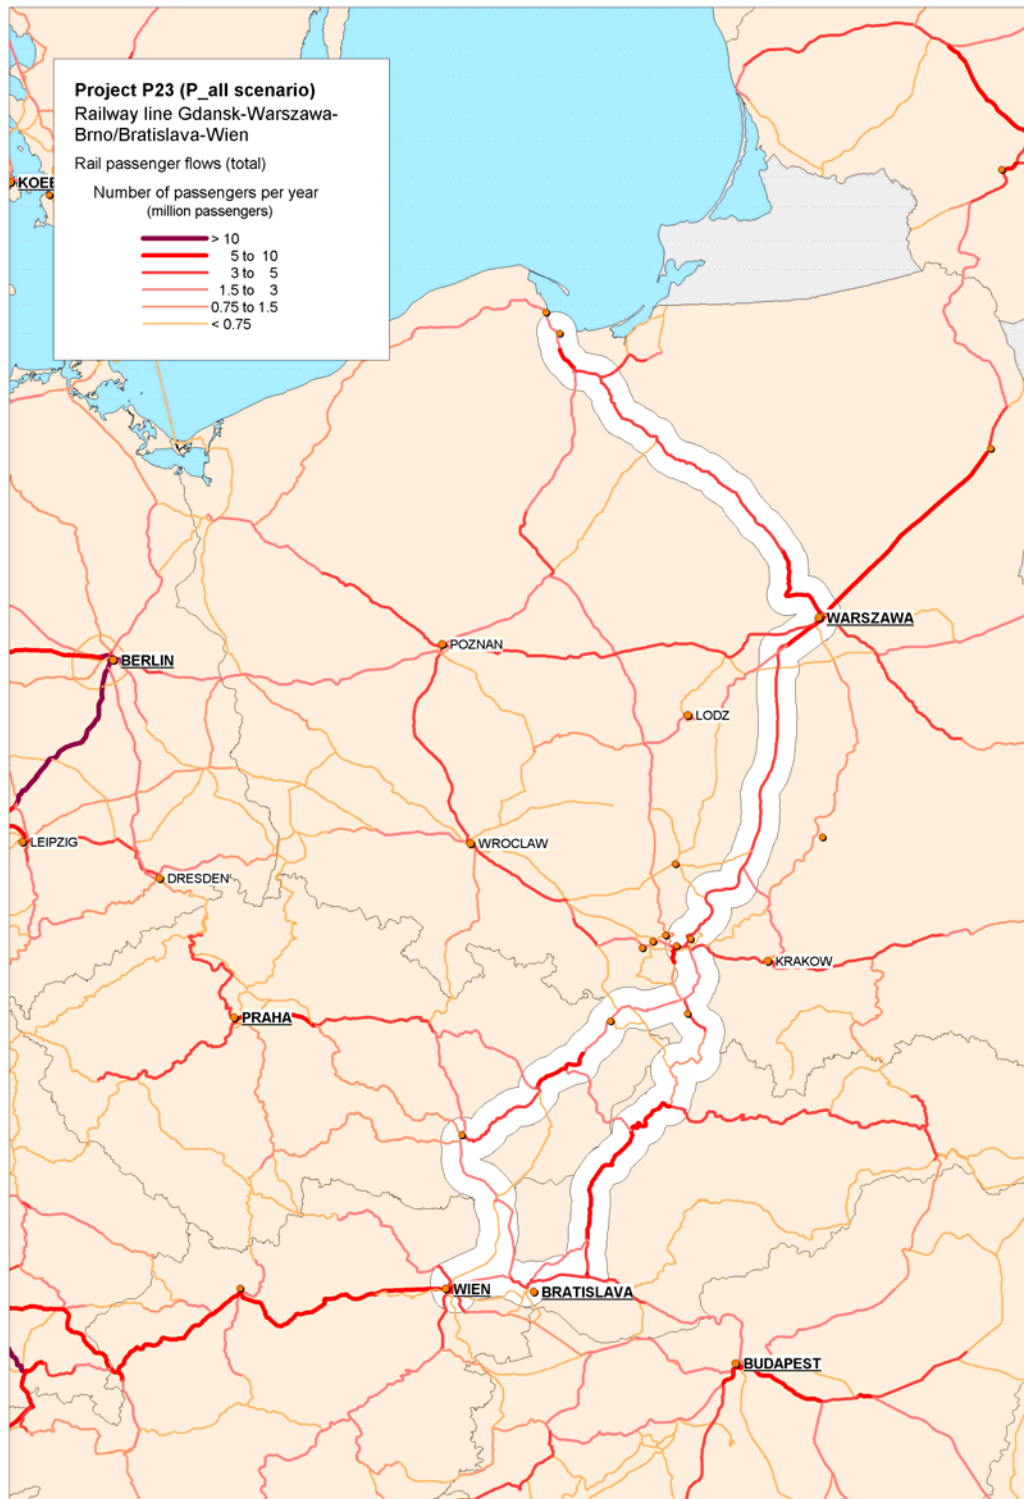 Project P23 (P_all scenario)
Railway line Gdansk-Warszawa-
Brno/Bratislava-Wien
Rail passenger flows (total)
Number of passengers per year
(million passengers)
> 10
5 to 10
3 to 5
1.5 to 3
0.75 to 1.5
< 0.75
WARSZAWA
POZNAN
BERLIN
LODZ
LEIPZIG
WROCLAW
DRESDEN
KRAKOW
PRAHA
WIEN
BRATISLAVA
BUDAPEST